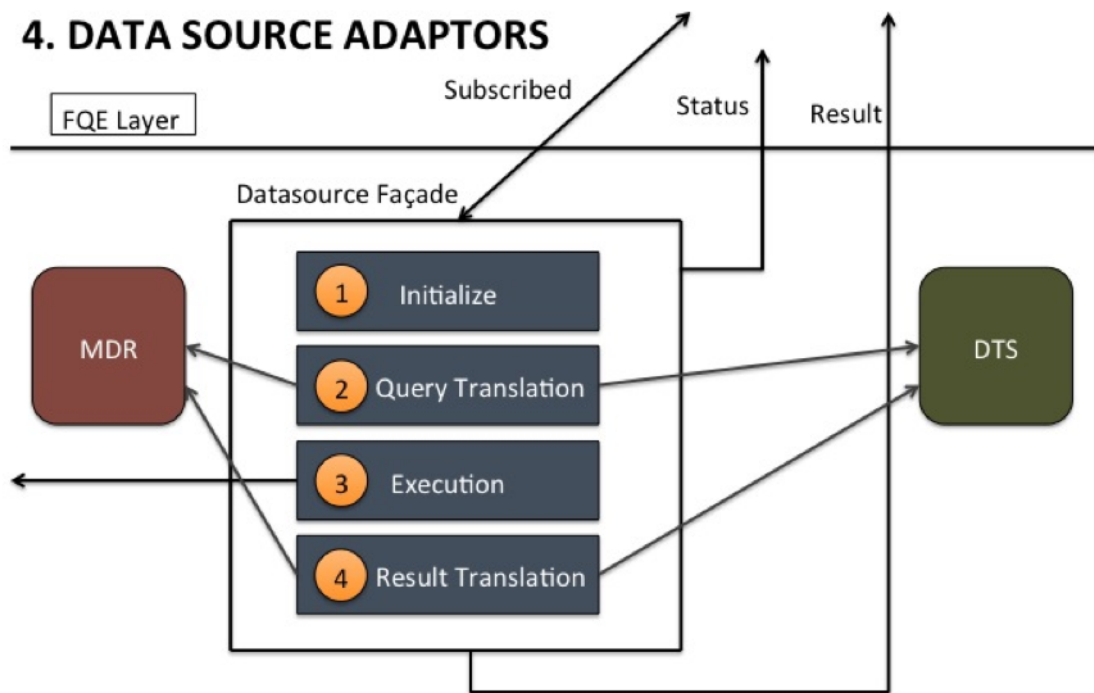 4. DATA SOURCE ADAPTORS
Subscribed
Status
Result
FQE Layer
Datasource Façade
1
Initialize
MDR
2
Query Translation
DTS
3
Execution
4
Result Translation